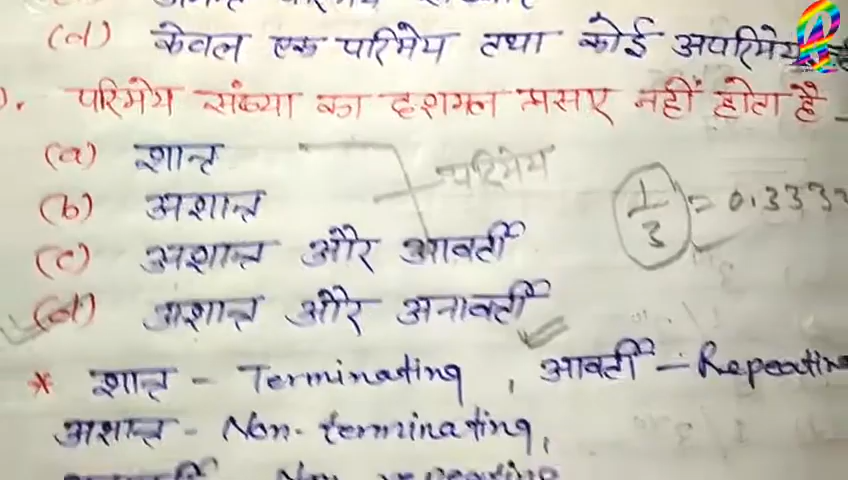 (d) केवल एक परिमेय तथा कोई अपरिमेय
. परिमेय संख्या का दशमलव प्रसार नहीं होता है -
(a) शान्त
(b) अशान्त
परिमेय
1/3 = 0.333
(c) अशान्त और आवर्ती
(d) अशान्त और अनावर्ती
* शान्त - Terminating , आवर्ती - Repeatin
अशान्त - Non-terminating,